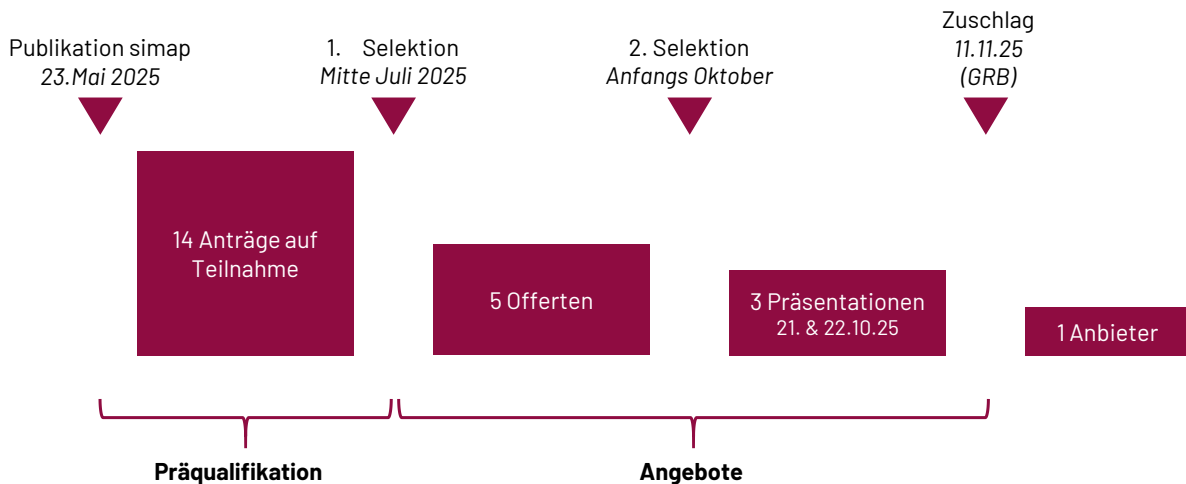 Publikation simap
23.Mai 2025
1. Selektion
Mitte Juli 2025
2. Selektion
Anfangs Oktober
Zuschlag
11.11.25
(GRB)
14 Anträge auf
Teilnahme
5 Offerten
3 Präsentationen
21. & 22.10.25
1 Anbieter
Präqualifikation
Angebote